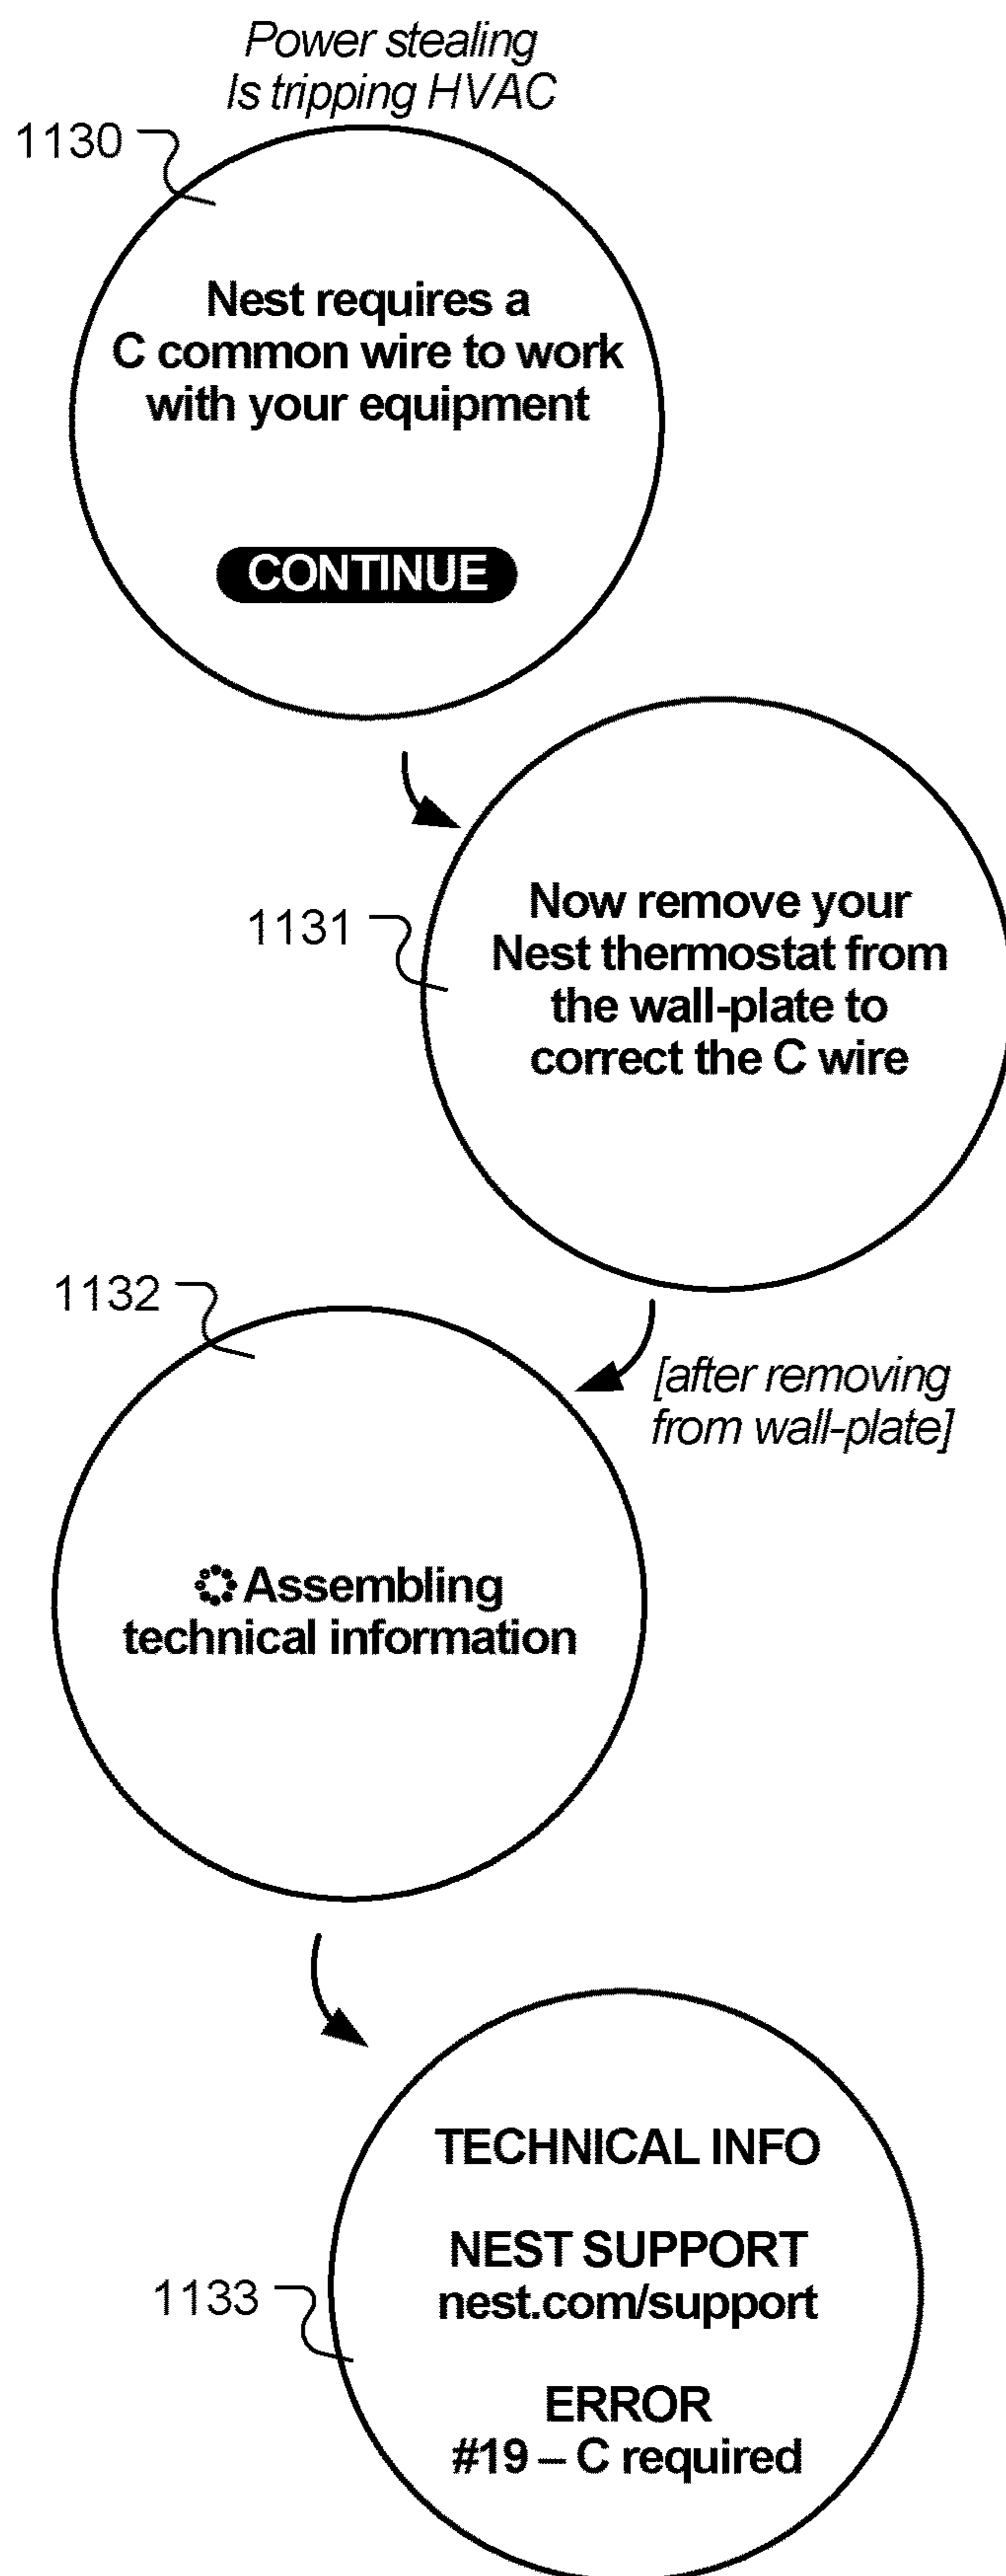 Power stealing
Is tripping HVAC
1130
Nest requires a
C common wire to work
with your equipment
CONTINUE
1131
Now remove your
Nest thermostat from
the wall-plate to
correct the C wire
1132
[after removing
from wall-plate]
Assembling
technical information
1133
TECHNICAL INFO
NEST SUPPORT
nest.com/support
ERROR
#19 – C required